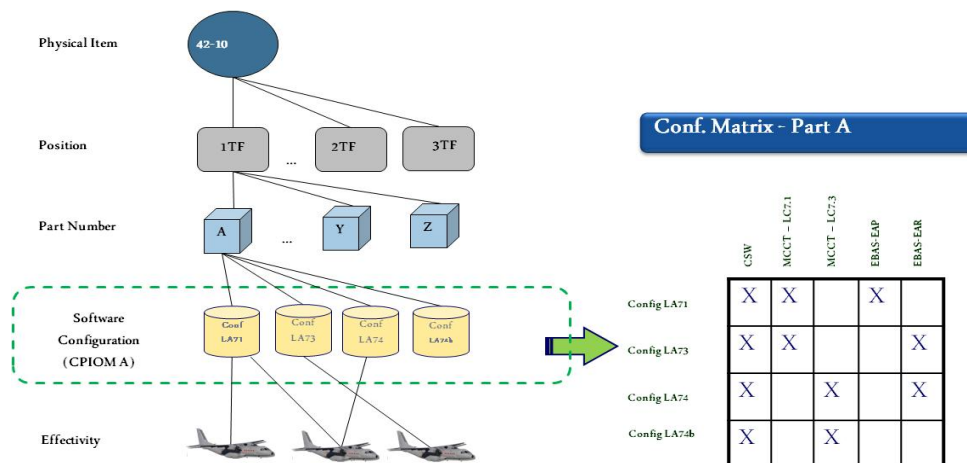 Physical Item
42-10
Position
1TF
...
2TF
3TF
Part Number
A
...
Y
Z
Software
Configuration
(CPIOM A)
Conf
LA71
Conf
LA73
Conf
LA74
Conf
LA74b
Effectivity
Conf. Matrix - Part A
CSW
MCCT – LC7.1
MCCT – LC7.3
EBAS-EAP
EBAS-EAR
Config LA71
X X X
Config LA73
X X X
Config LA74
X X X
Config LA74b
X X